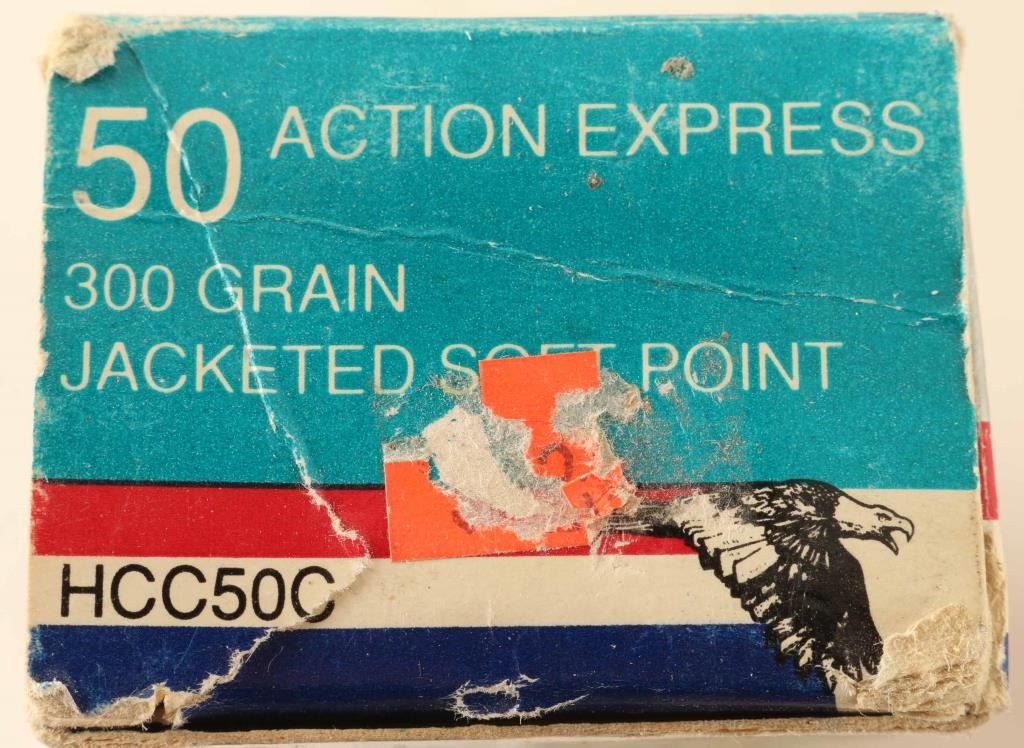 50 ACTION EXPRESS
300 GRAIN
JACKETED SOFT POINT
HCC50C